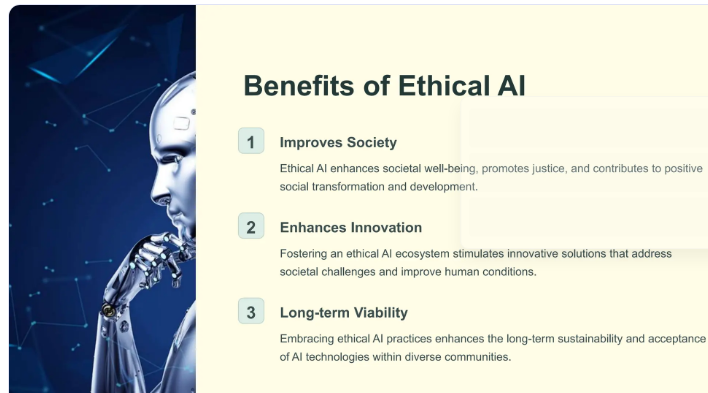 Benefits of Ethical AI
1
Improves Society
Ethical AI enhances societal well-being, promotes justice, and contributes to positive
social transformation and development.
2
Enhances Innovation
Fostering an ethical AI ecosystem stimulates innovative solutions that address
societal challenges and improve human conditions.
3
Long-term Viability
Embracing ethical AI practices enhances the long-term sustainability and acceptance
of AI technologies within diverse communities.